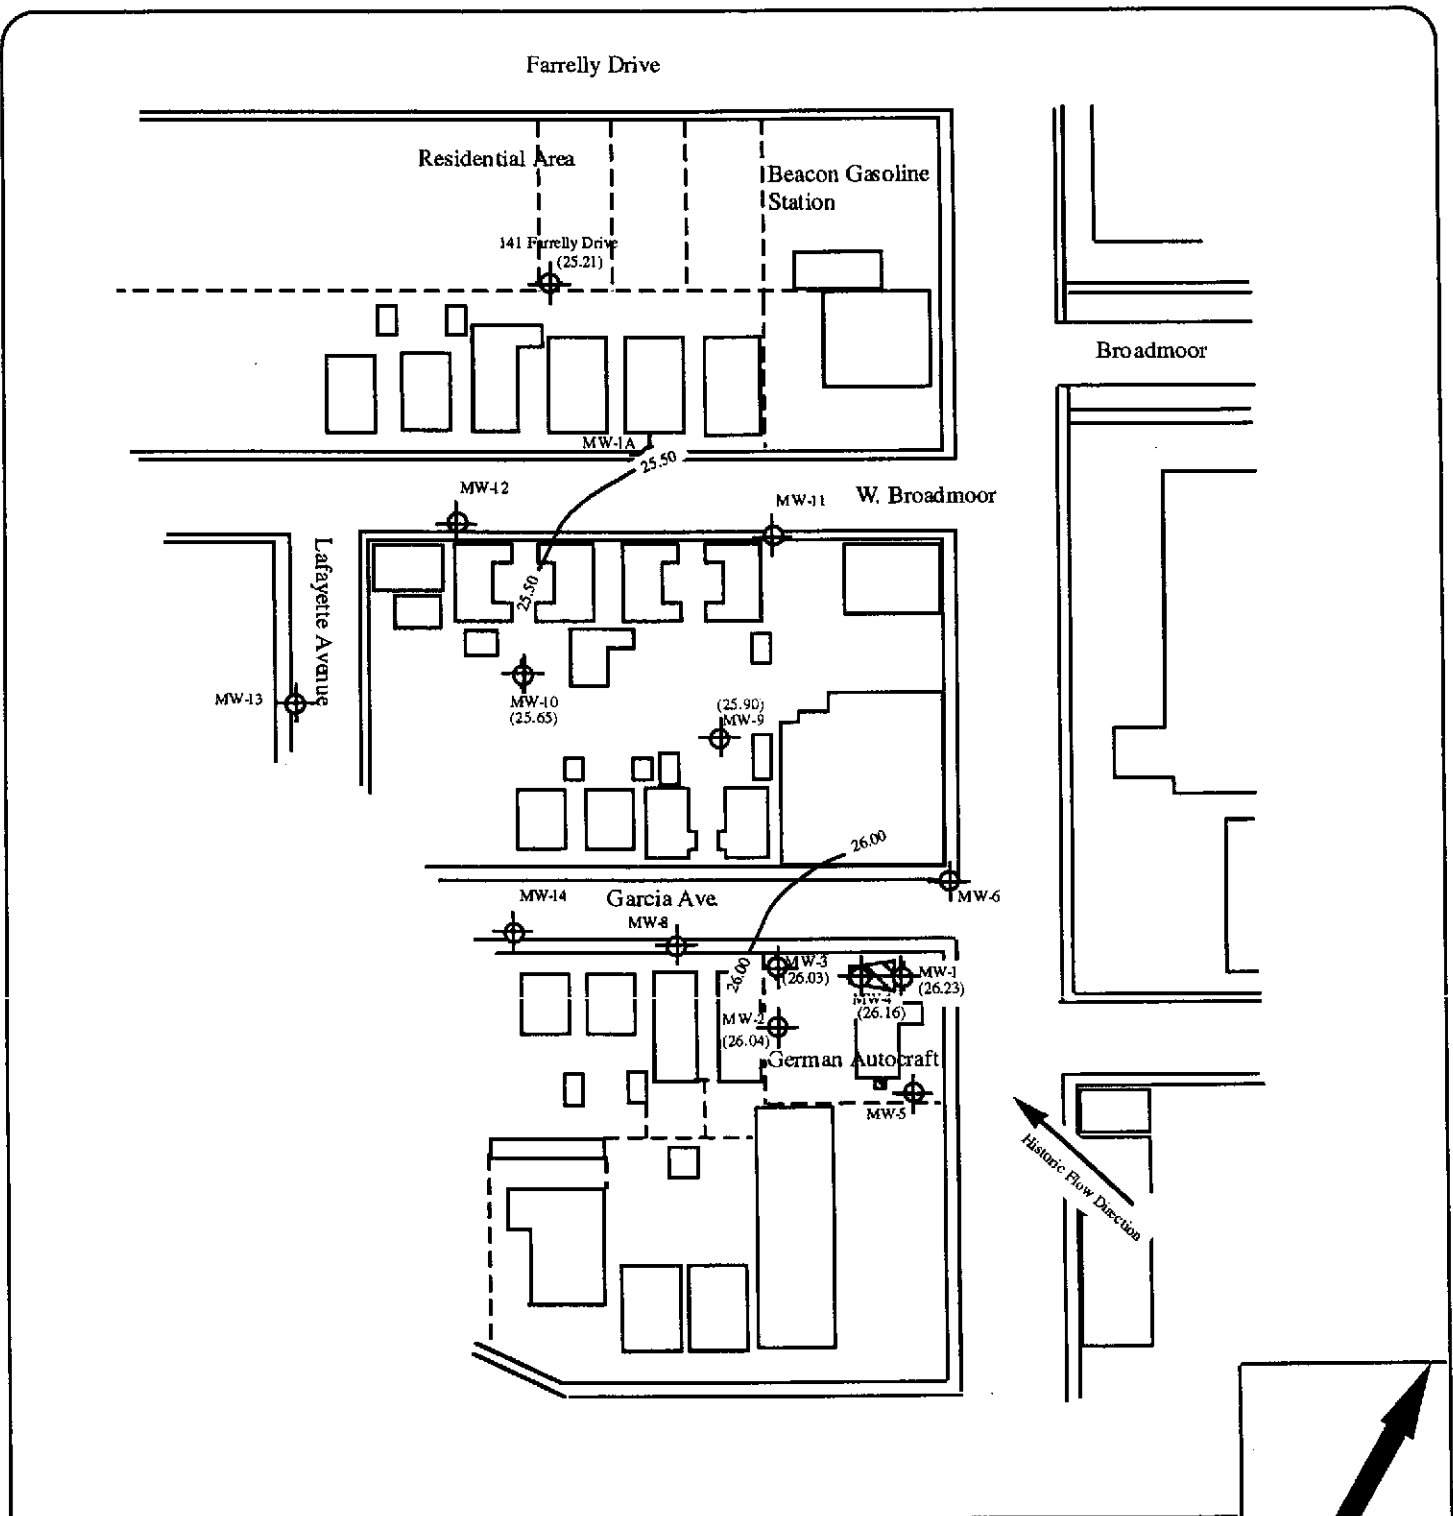 Farrelly Drive
Residential Area
Beacon Gasoline
Station
141 Farrelly Drive
(25.21)
Broadmoor
MW-1A
25.50
MW-12
MW-11
W. Broadmoor
Lafayette Avenue
25.50
MW-13
MW-10
(25.65)
(25.90)
MW-9
26.00
MW-14
Garcia Ave.
MW-8
MW-6
26.00
MW-3
(26.03)
MW-1
(26.23)
MW-4
(26.16)
MW-2
(26.04)
German Autocraft
MW-5
Historic Flow Direction